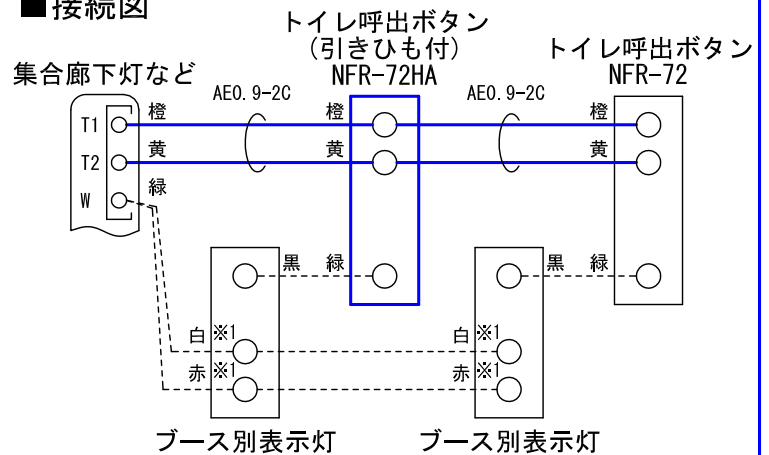 ■接続図
トイレ呼出ボタン
(引きひも付)
NFR-72HA
トイレ呼出ボタン
NFR-72
集合廊下灯など
AE0.9-2C
AE0.9-2C
T1
橙
橙
橙
T2
黄
黄
黄
W
緑
黒
緑
黒
緑
白
※1
白
※1
赤
※1
赤
※1
ブース別表示灯
ブース別表示灯